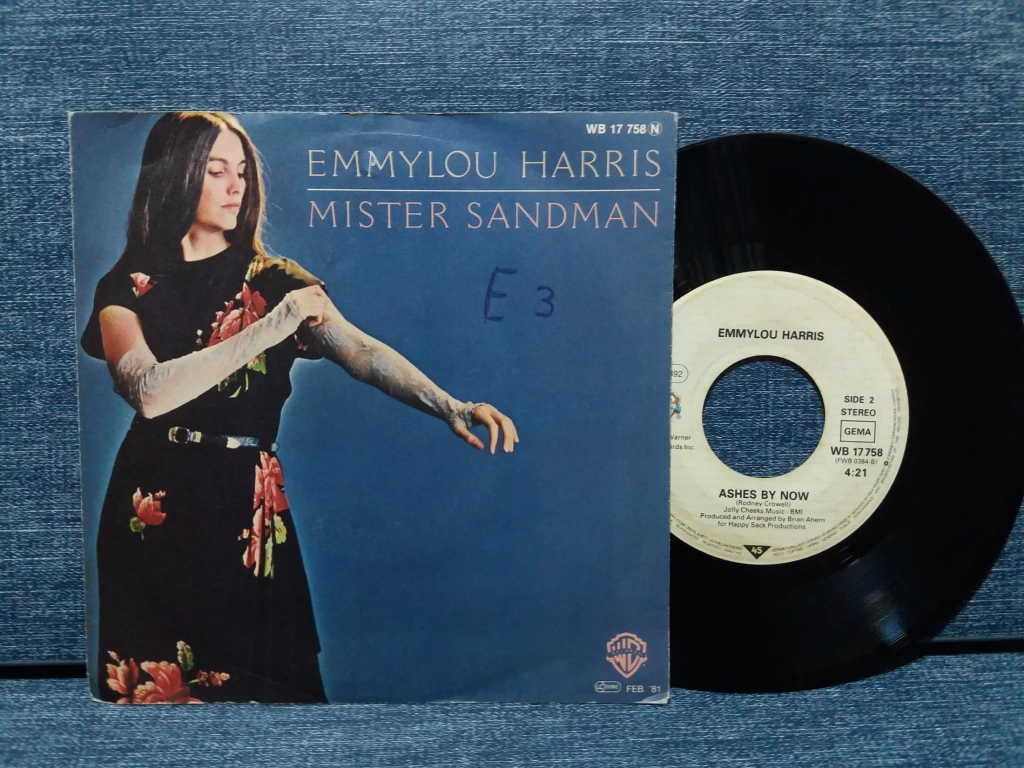 WB 17 758 N
EMMYLOU HARRIS
MISTER SANDMAN
E 3
FEB. '81
EMMYLOU HARRIS
SIDE 2
STEREO
GEMA
WB 17 758
(FWB 0384-B)
4:21
ASHES BY NOW
(Rodney Crowell)
Jolly Cheeks Music · BMI
Produced and Arranged by Brian Ahern
for Happy Sack Productions
45